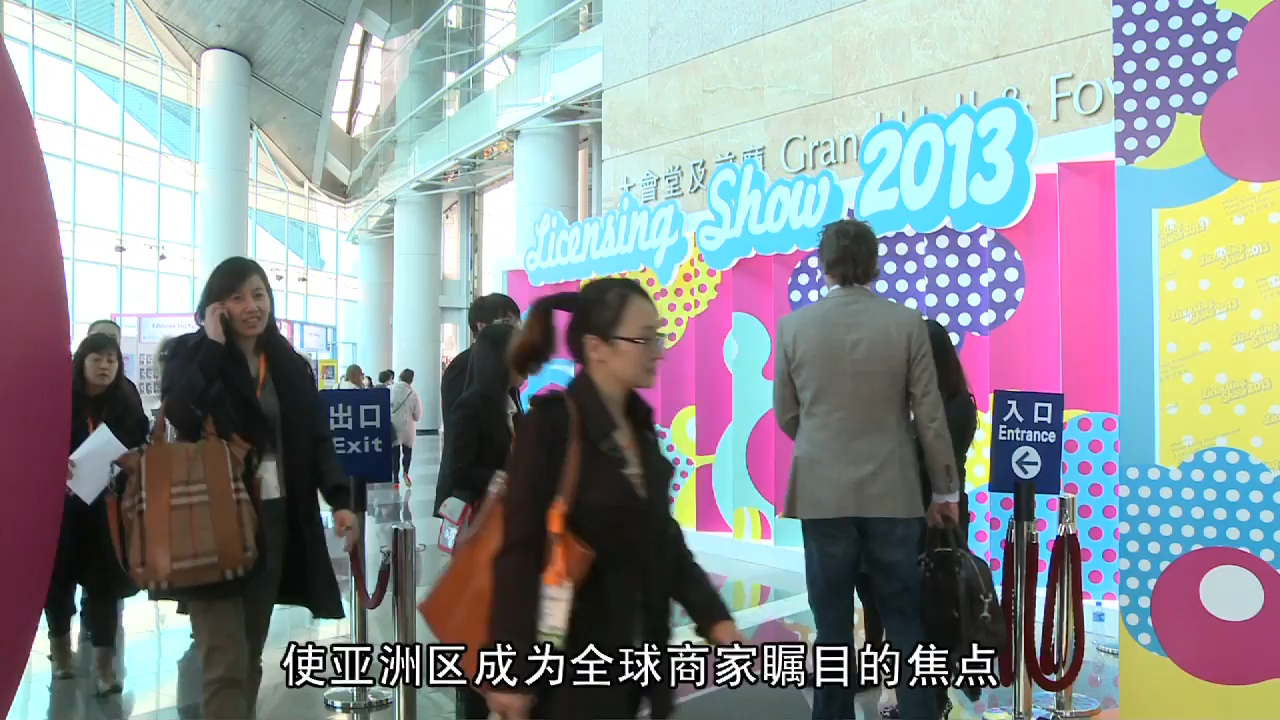 大會堂及前廳 Grand Hall & Foy
Licensing Show 2013
出口
Exit
入口
Entrance
使亚洲区成为全球商家瞩目的焦点